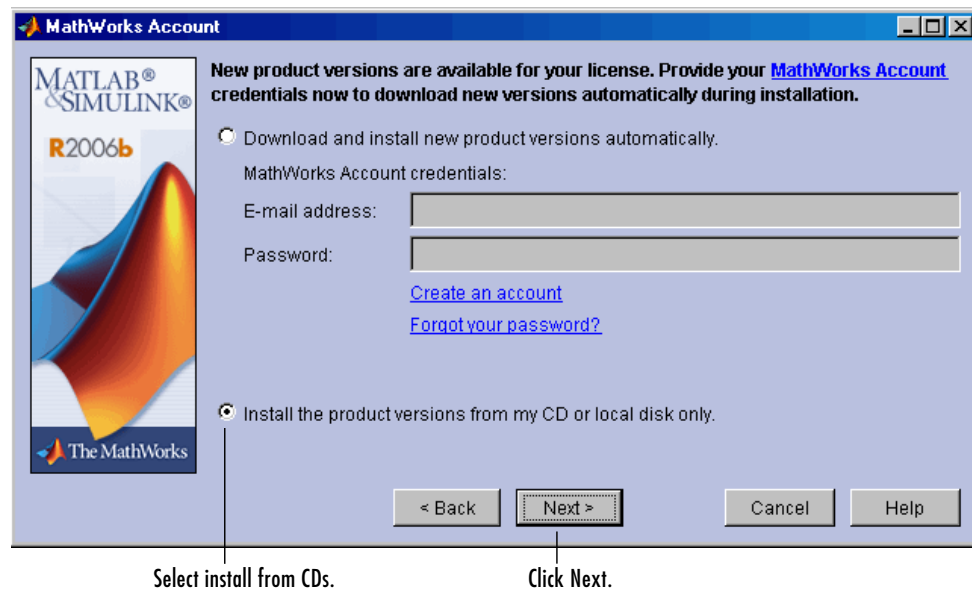 MathWorks Account
MATLAB®
&SIMULINK®
R2006b
The MathWorks
New product versions are available for your license. Provide your MathWorks Account
credentials now to download new versions automatically during installation.
Download and install new product versions automatically.
MathWorks Account credentials:
E-mail address:
Password:
Create an account
Forgot your password?
Install the product versions from my CD or local disk only.
< Back
Next >
Cancel
Help
Select install from CDs.
Click Next.